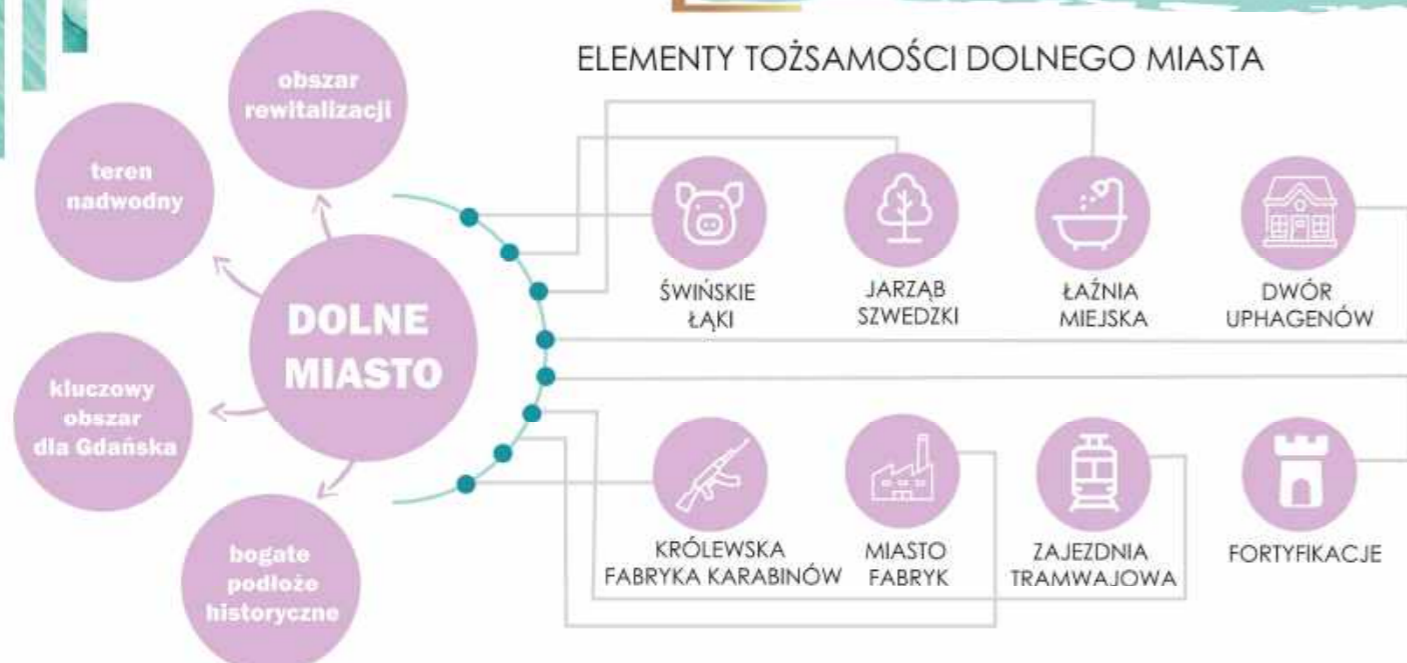 ELEMENTY TOŻSAMOŚCI DOLNEGO MIASTA
obszar
rewitalizacji
teren
nadwodny
DOLNE
MIASTO
kluczowy
obszar
dla Gdańska
bogate
podłoże
historyczne
ŚWIŃSKIE
ŁĄKI
JARZĄB
SZWEDZKI
ŁAŹNIA
MIEJSKA
DWÓR
UPHAGENÓW
KRÓLEWSKA
FABRYKA KARABINÓW
MIASTO
FABRYK
ZAJEZDNIA
TRAMWAJOWA
FORTYFIKACJE